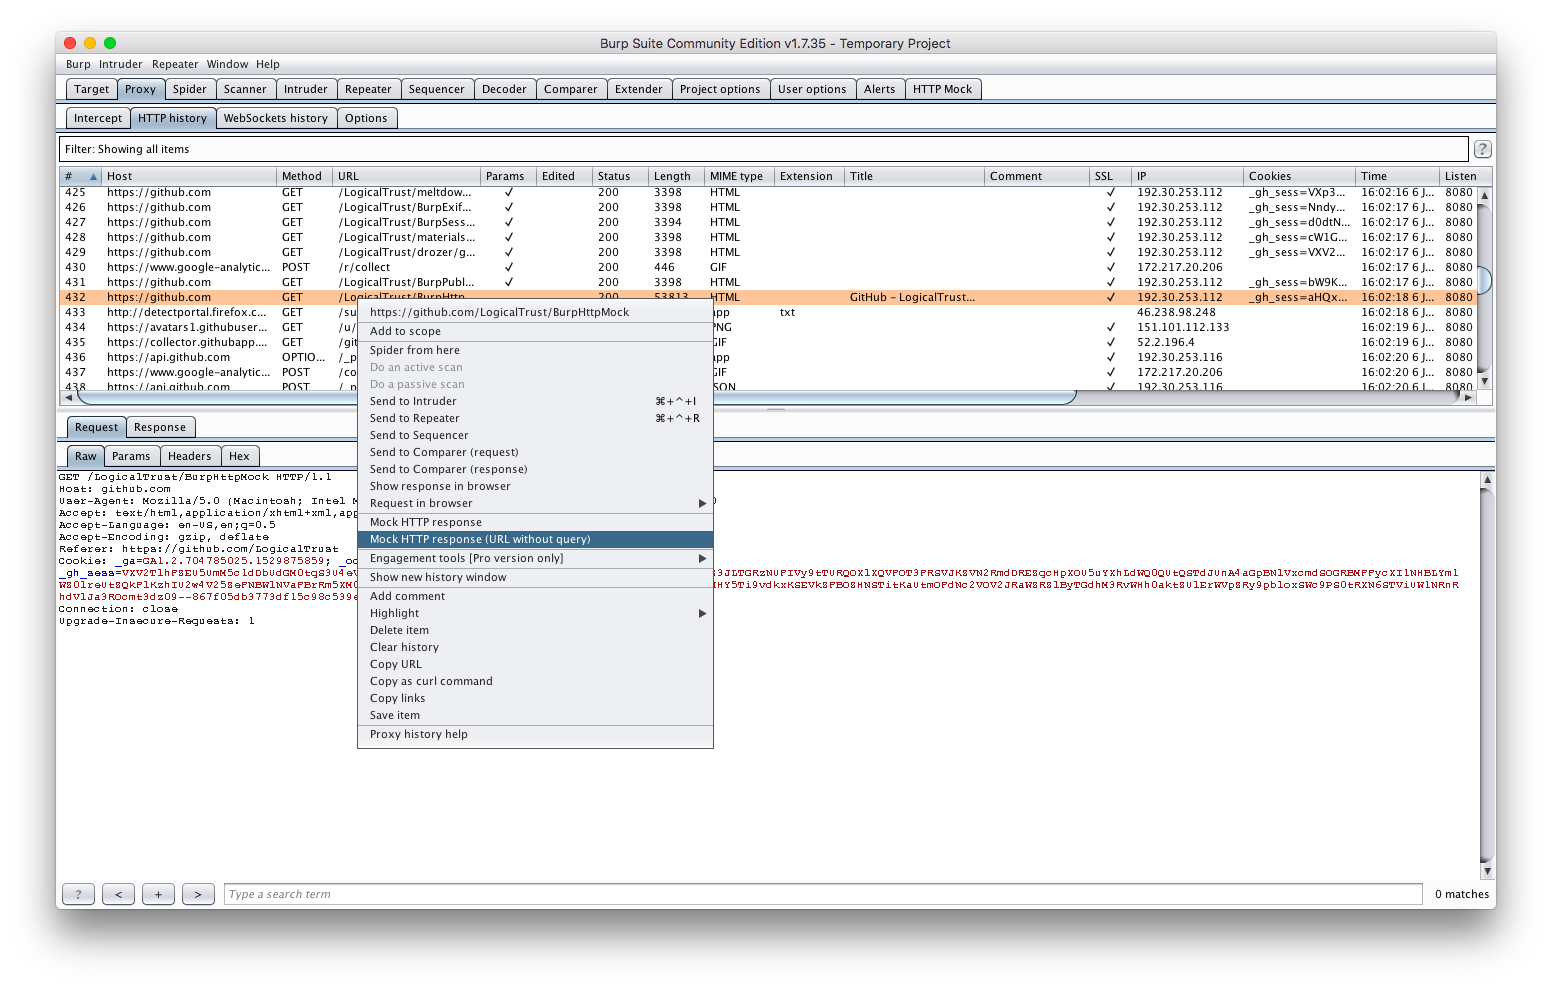 Burp Suite Community Edition v1.7.35 - Temporary Project
Burp Intruder Repeater Window Help
Target Proxy Spider Scanner Intruder Repeater Sequencer Decoder Comparer Extender Project options User options Alerts HTTP Mock
Intercept HTTP history WebSockets history Options
Filter: Showing all items ?
# Host Method URL Params Edited Status Length MIME type Extension Title Comment SSL IP Cookies Time Listen
425 https://github.com GET /LogicalTrust/meltdow... ✓ 200 3398 HTML ✓ 192.30.253.112 _gh_sess=VXp3... 16:02:16 6 J... 8080
426 https://github.com GET /LogicalTrust/BurpExif... ✓ 200 3398 HTML ✓ 192.30.253.112 _gh_sess=Nndy... 16:02:17 6 J... 8080
427 https://github.com GET /LogicalTrust/BurpSess... ✓ 200 3394 HTML ✓ 192.30.253.112 _gh_sess=d0dtN... 16:02:17 6 J... 8080
428 https://github.com GET /LogicalTrust/materials... ✓ 200 3398 HTML ✓ 192.30.253.112 _gh_sess=cW1G... 16:02:17 6 J... 8080
429 https://github.com GET /LogicalTrust/drozer/g... ✓ 200 3398 HTML ✓ 192.30.253.112 _gh_sess=XVV2... 16:02:17 6 J... 8080
430 https://www.google-analytic... POST /r/collect ✓ 200 446 GIF ✓ 172.217.20.206 16:02:17 6 J... 8080
431 https://github.com GET /LogicalTrust/BurpPubl... ✓ 200 3398 HTML ✓ 192.30.253.112 _gh_sess=bW9K... 16:02:17 6 J... 8080
432 https://github.com GET /LogicalTrust/BurpHttp... 200 53813 HTML GitHub - LogicalTrust... ✓ 192.30.253.112 _gh_sess=aHQx... 16:02:18 6 J... 8080
433 http://detectportal.firefox.c... GET /su app txt 46.238.98.248 16:02:18 6 J... 8080
434 https://avatars1.githubuser... GET /u/ PNG ✓ 151.101.112.133 16:02:19 6 J... 8080
435 https://collector.githubapp.... GET /git GIF ✓ 52.2.196.4 16:02:19 6 J... 8080
436 https://api.github.com OPTIO... /_p app ✓ 192.30.253.116 16:02:20 6 J... 8080
437 https://www.google-analytic... POST /co GIF ✓ 172.217.20.206 16:02:20 6 J... 8080
438 https://api.github.com POST /_p JSON ✓ 192.30.253.116 16:02:20 6 J... 8080
https://github.com/LogicalTrust/BurpHttpMock
Add to scope
Spider from here
Do an active scan
Do a passive scan
Send to Intruder ⌘+^+I
Send to Repeater ⌘+^+R
Send to Sequencer
Send to Comparer (request)
Send to Comparer (response)
Show response in browser
Request in browser
Mock HTTP response
Mock HTTP response (URL without query)
Engagement tools [Pro version only]
Show new history window
Add comment
Highlight
Delete item
Clear history
Copy URL
Copy as curl command
Copy links
Save item
Proxy history help
Request Response
Raw Params Headers Hex
GET /LogicalTrust/BurpHttpMock HTTP/1.1
Host: github.com
User-Agent: Mozilla/5.0 (Macintosh; Intel
Accept: text/html,application/xhtml+xml,app
Accept-Language: en-US,en;q=0.5
Accept-Encoding: gzip, deflate
Referer: https://github.com/LogicalTrust
Cookie: _ga=GA1.2.704785025.1529875859;
Connection: close
Upgrade-Insecure-Requests: 1
? < + > Type a search term 0 matches